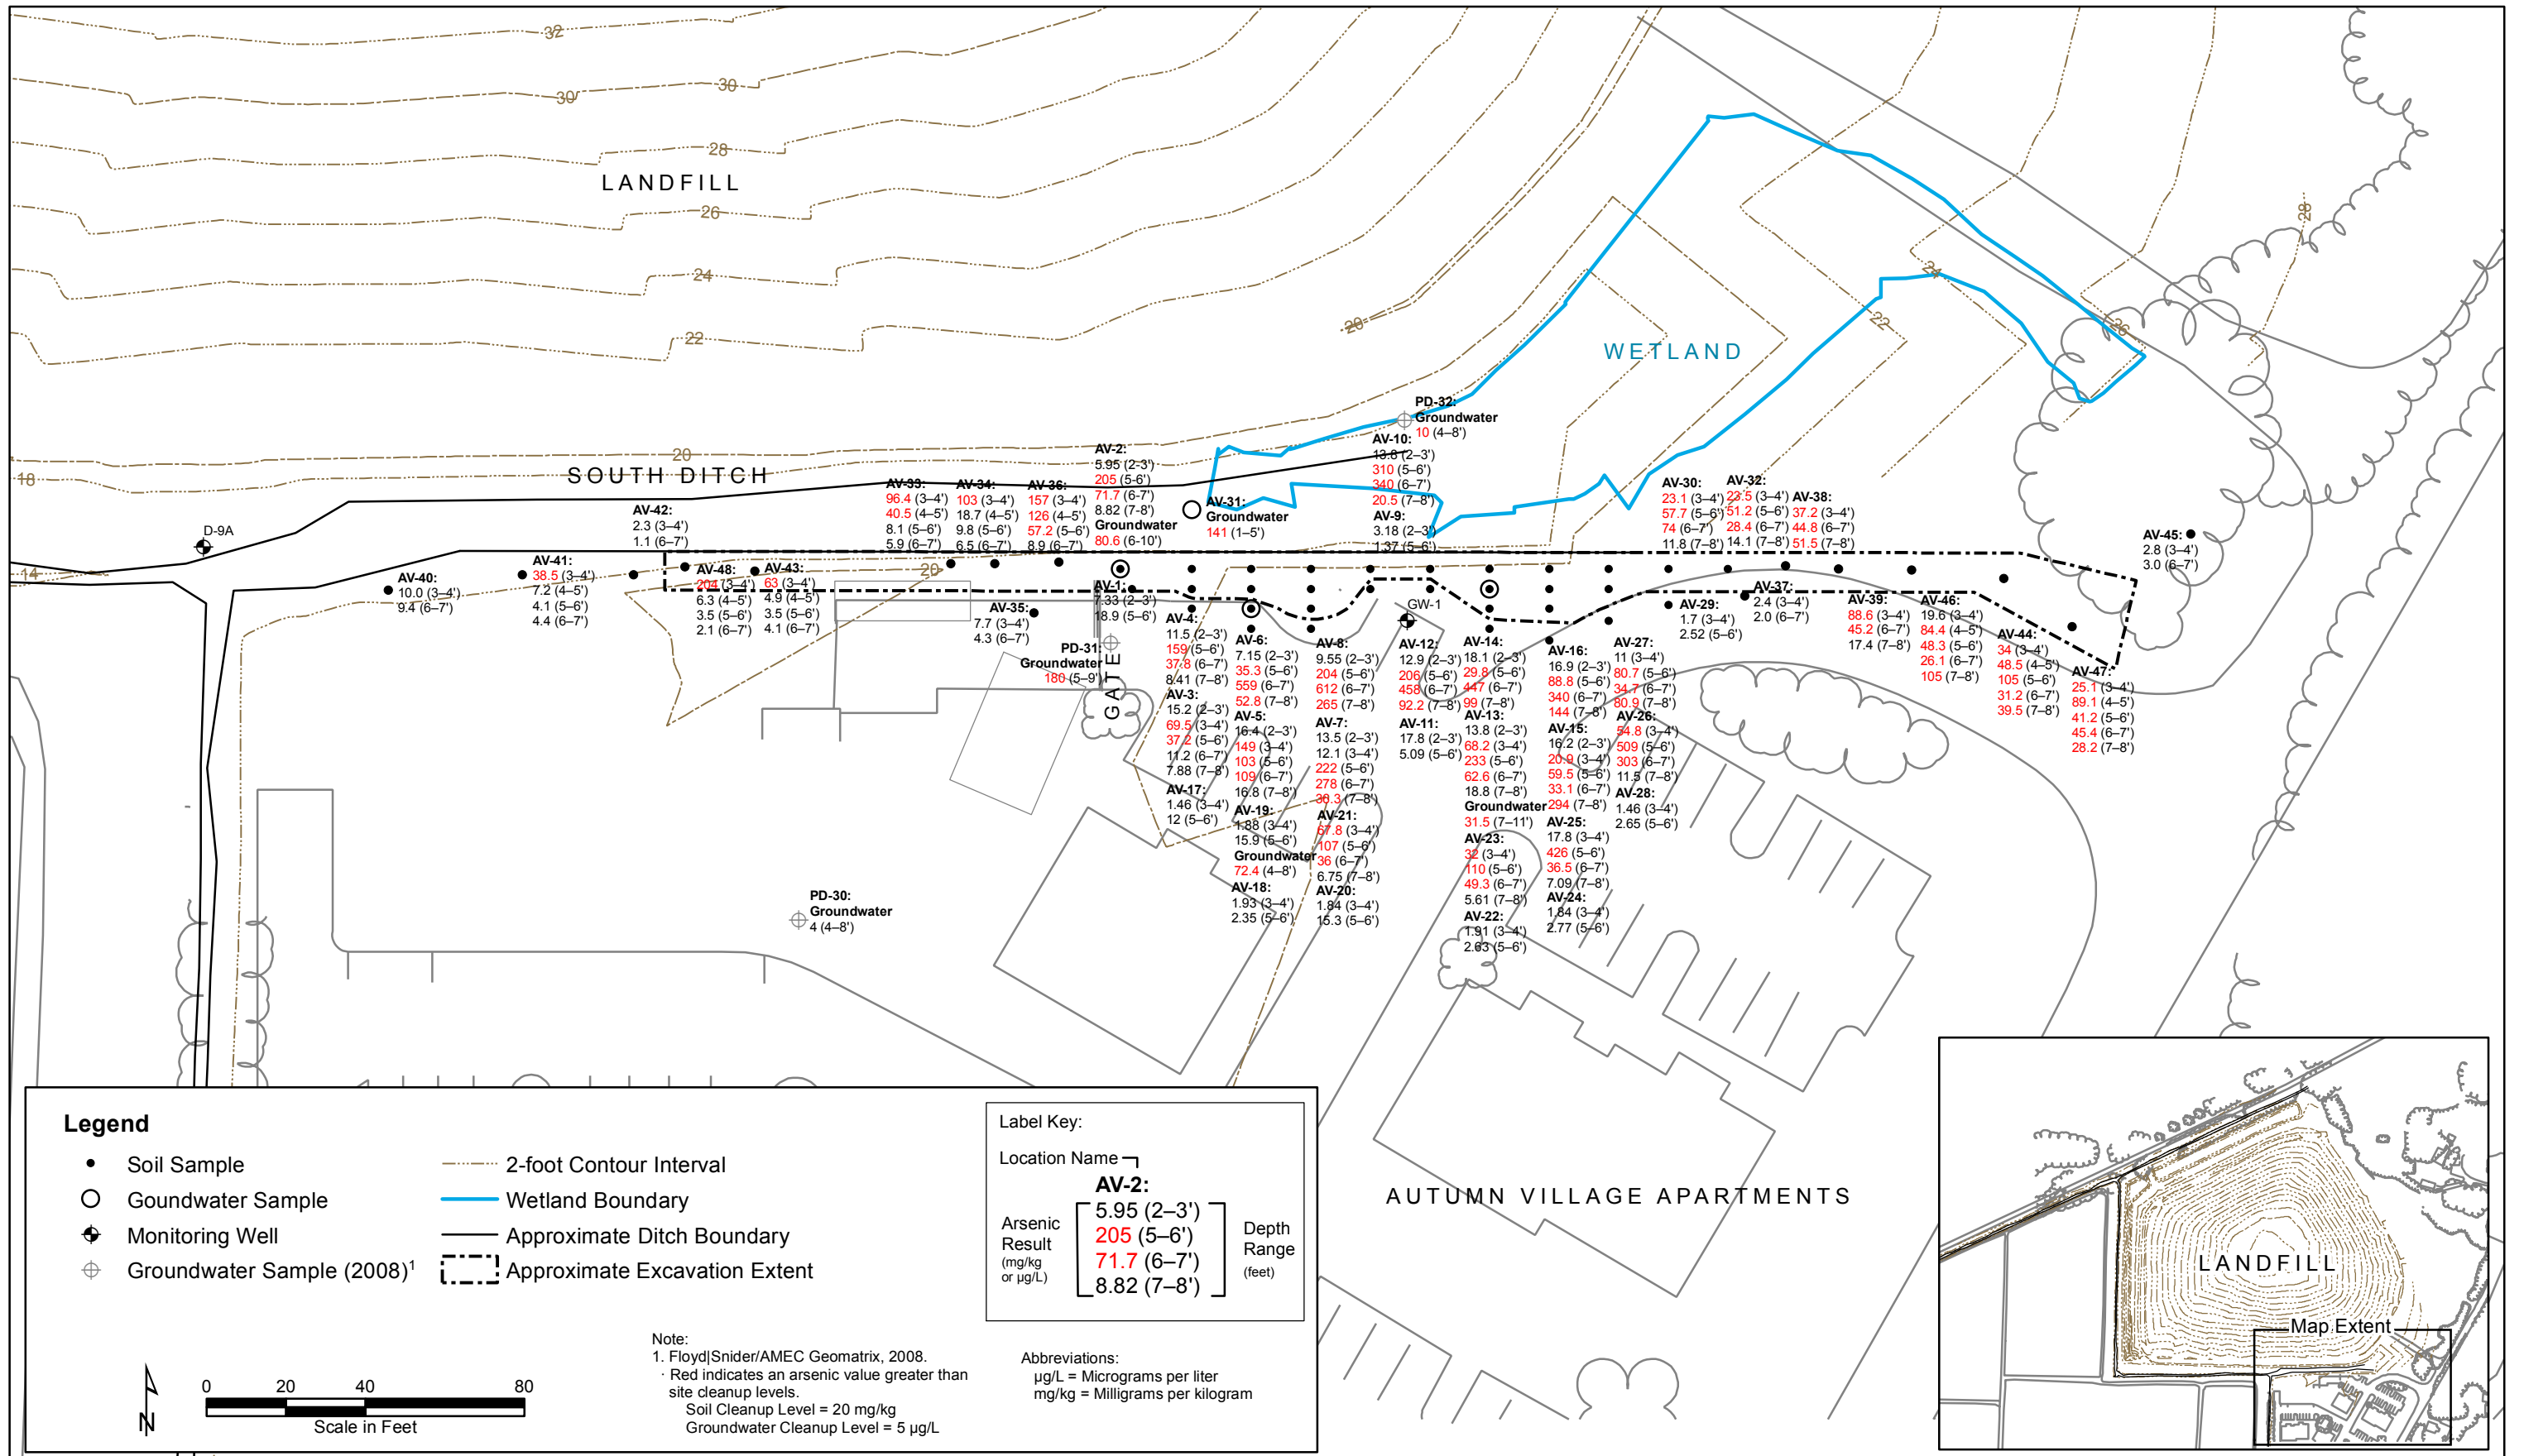 32
30
30
28
LANDFILL
26
24
22
20
28
24
22
26
WETLAND
PD-32:
Groundwater
10 (4–8')
20
SOUTH DITCH
18
14
20
D-9A
AV-40:
10.0 (3–4')
9.4 (6–7')
AV-41:
38.5 (3–4')
7.2 (4–5')
4.1 (5–6')
4.4 (6–7')
AV-42:
2.3 (3–4')
1.1 (6–7')
AV-48:
204 (3–4')
6.3 (4–5')
3.5 (5–6')
2.1 (6–7')
AV-43:
63 (3–4')
4.9 (4–5')
3.5 (5–6')
4.1 (6–7')
AV-33:
96.4 (3–4')
40.5 (4–5')
8.1 (5–6')
5.9 (6–7')
AV-34:
103 (3–4')
18.7 (4–5')
9.8 (5–6')
6.5 (6–7')
AV-36:
157 (3–4')
126 (4–5')
57.2 (5–6')
8.9 (6–7')
AV-2:
5.95 (2-3')
205 (5-6')
71.7 (6-7')
8.82 (7-8')
Groundwater
80.6 (6-10')
AV-31:
Groundwater
141 (1–5')
AV-10:
13.8 (2–3')
310 (5–6')
340 (6–7')
20.5 (7–8')
AV-9:
3.18 (2–3')
1.37 (5–6')
AV-30:
23.1 (3–4')
57.7 (5–6')
74 (6–7')
11.8 (7–8')
AV-32:
23.5 (3–4')
51.2 (5–6')
28.4 (6–7')
14.1 (7–8')
AV-38:
37.2 (3–4')
44.8 (6–7')
51.5 (7–8')
AV-45:
2.8 (3–4')
3.0 (6–7')
AV-35:
7.7 (3–4')
4.3 (6–7')
AV-1:
7.33 (2–3')
18.9 (5–6')
PD-31:
Groundwater
180 (5–9')
GATE
GW-1
AV-4:
11.5 (2–3')
159 (5–6')
37.8 (6–7')
8.41 (7–8')
AV-3:
15.2 (2–3')
69.5 (3–4')
37.2 (5–6')
11.2 (6–7')
7.88 (7–8')
AV-17:
1.46 (3–4')
12 (5–6')
AV-6:
7.15 (2–3')
35.3 (5–6')
559 (6–7')
52.8 (7–8')
AV-5:
16.4 (2–3')
149 (3–4')
103 (5–6')
109 (6–7')
16.8 (7–8')
AV-19:
1.88 (3–4')
15.9 (5–6')
Groundwater
72.4 (4–8')
AV-18:
1.93 (3–4')
2.35 (5–6')
AV-8:
9.55 (2–3')
204 (5–6')
612 (6–7')
265 (7–8')
AV-7:
13.5 (2–3')
12.1 (3–4')
222 (5–6')
278 (6–7')
36.3 (7–8')
AV-21:
67.8 (3–4')
107 (5–6')
36 (6–7')
6.75 (7–8')
AV-20:
1.84 (3–4')
15.3 (5–6')
AV-12:
12.9 (2–3')
206 (5–6')
458 (6–7')
92.2 (7–8')
AV-11:
17.8 (2–3')
5.09 (5–6')
AV-14:
18.1 (2–3')
29.8 (5–6')
447 (6–7')
99 (7–8')
AV-13:
13.8 (2–3')
68.2 (3–4')
233 (5–6')
62.6 (6–7')
18.8 (7–8')
Groundwater
31.5 (7–11')
AV-23:
32 (3–4')
110 (5–6')
49.3 (6–7')
5.61 (7–8')
AV-22:
1.91 (3–4')
2.63 (5–6')
AV-16:
16.9 (2–3')
88.8 (5–6')
340 (6–7')
144 (7–8')
AV-15:
16.2 (2–3')
20.9 (3–4')
59.5 (5–6')
33.1 (6–7')
294 (7–8')
AV-25:
17.8 (3–4')
426 (5–6')
36.5 (6–7')
7.09 (7–8')
AV-24:
1.84 (3–4')
2.77 (5–6')
AV-27:
11 (3–4')
80.7 (5–6')
34.7 (6–7')
80.9 (7–8')
AV-26:
54.8 (3–4')
509 (5–6')
303 (6–7')
11.5 (7–8')
AV-28:
1.46 (3–4')
2.65 (5–6')
AV-29:
1.7 (3–4')
2.52 (5–6')
AV-37:
2.4 (3–4')
2.0 (6–7')
AV-39:
88.6 (3–4')
45.2 (6–7')
17.4 (7–8')
AV-46:
19.6 (3–4')
84.4 (4–5')
48.3 (5–6')
26.1 (6–7')
105 (7–8')
AV-44:
34 (3–4')
48.5 (4–5')
105 (5–6')
31.2 (6–7')
39.5 (7–8')
AV-47:
25.1 (3–4')
89.1 (4–5')
41.2 (5–6')
45.4 (6–7')
28.2 (7–8')
PD-30:
Groundwater
4 (4–8')
AUTUMN VILLAGE APARTMENTS
Legend
Soil Sample
Goundwater Sample
Monitoring Well
Groundwater Sample (2008)1
2-foot Contour Interval
Wetland Boundary
Approximate Ditch Boundary
Approximate Excavation Extent
Label Key:
Location Name
AV-2:
5.95 (2–3')
205 (5–6')
71.7 (6–7')
8.82 (7–8')
Arsenic
Result
(mg/kg
or µg/L)
Depth
Range
(feet)
N
0 20 40 80
Scale in Feet
Note:
1. Floyd|Snider/AMEC Geomatrix, 2008.
· Red indicates an arsenic value greater than
site cleanup levels.
Soil Cleanup Level = 20 mg/kg
Groundwater Cleanup Level = 5 µg/L
Abbreviations:
µg/L = Micrograms per liter
mg/kg = Milligrams per kilogram
LANDFILL
Map Extent